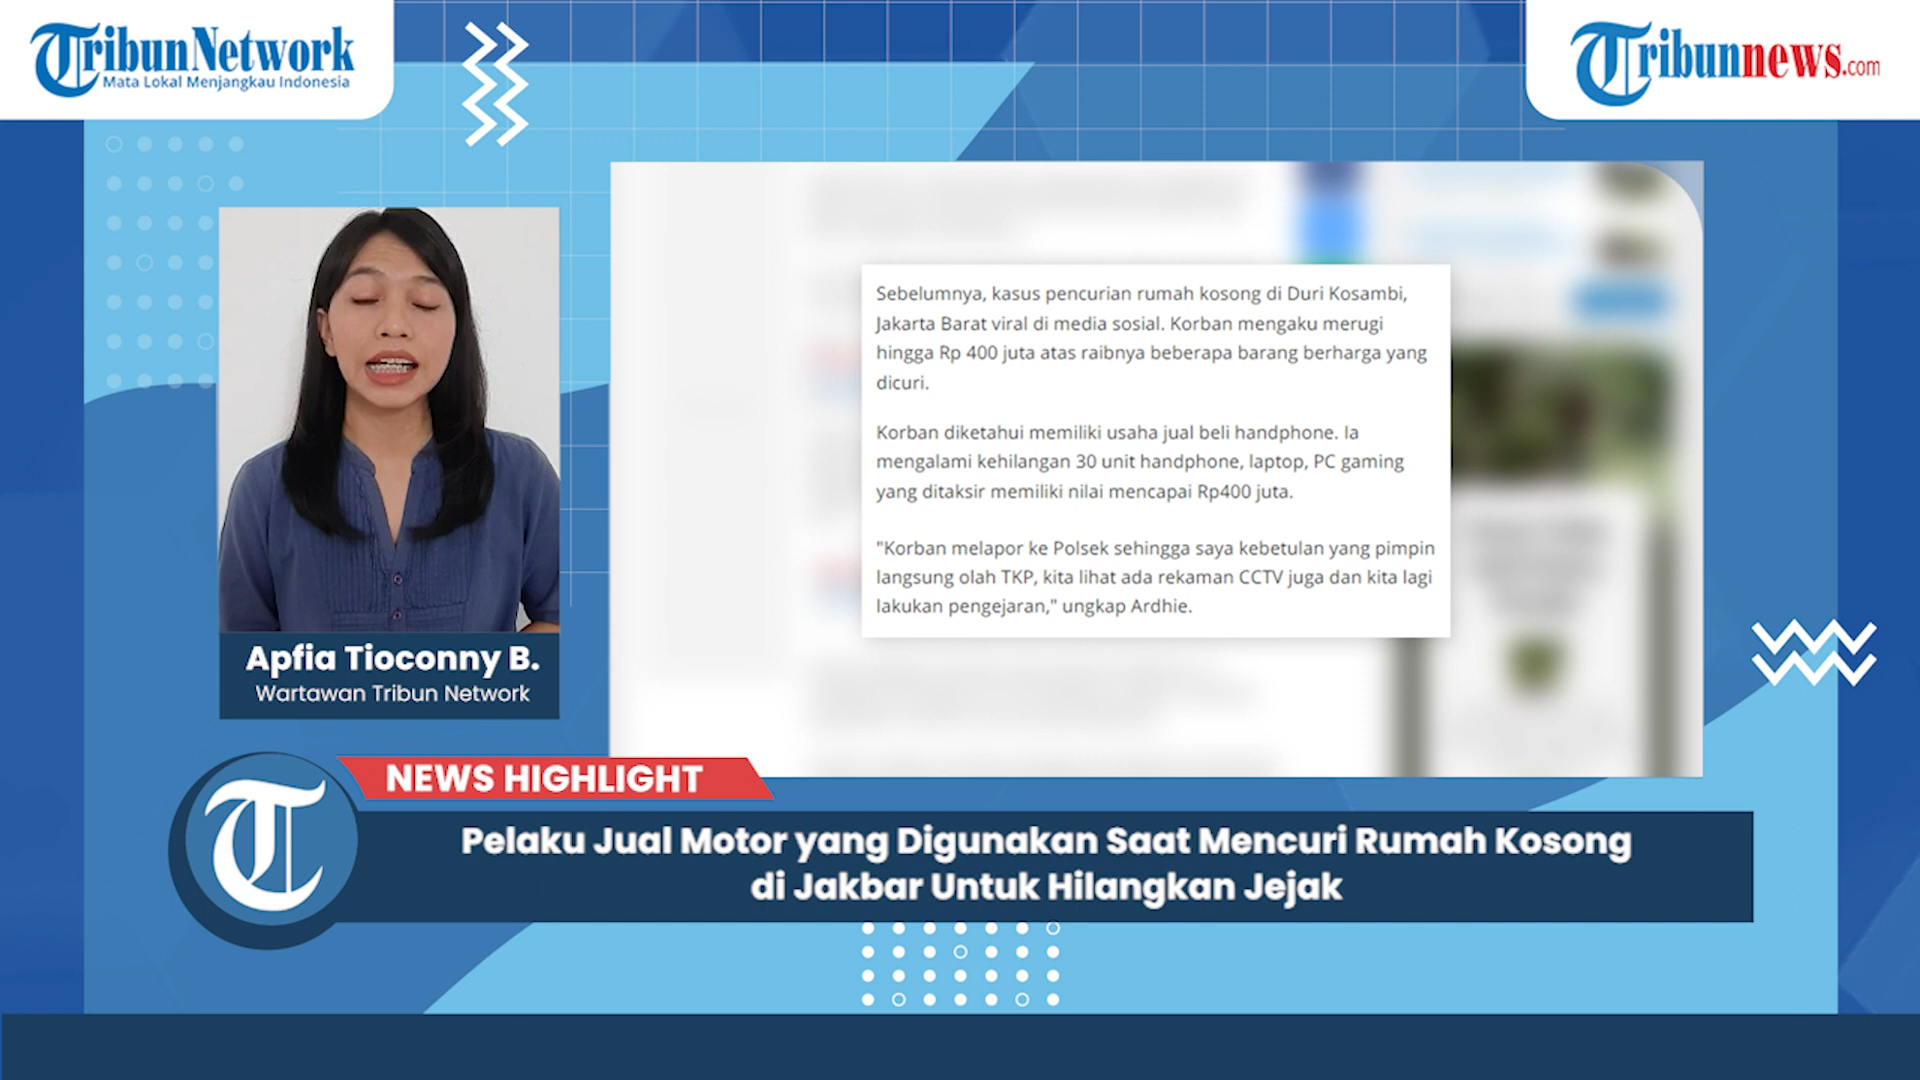 Tribun Network
Mata Lokal Menjangkau Indonesia
Tribunnews.com
Sebelumnya, kasus pencurian rumah kosong di Duri Kosambi,
Jakarta Barat viral di media sosial. Korban mengaku merugi
hingga Rp 400 juta atas raibnya beberapa barang berharga yang
dicuri.
Korban diketahui memiliki usaha jual beli handphone. Ia
mengalami kehilangan 30 unit handphone, laptop, PC gaming
yang ditaksir memiliki nilai mencapai Rp400 juta.
"Korban melapor ke Polsek sehingga saya kebetulan yang pimpin
langsung olah TKP, kita lihat ada rekaman CCTV juga dan kita lagi
lakukan pengejaran," ungkap Ardhie.
Apfia Tioconny B.
Wartawan Tribun Network
NEWS HIGHLIGHT
T
Pelaku Jual Motor yang Digunakan Saat Mencuri Rumah Kosong
di Jakbar Untuk Hilangkan Jejak